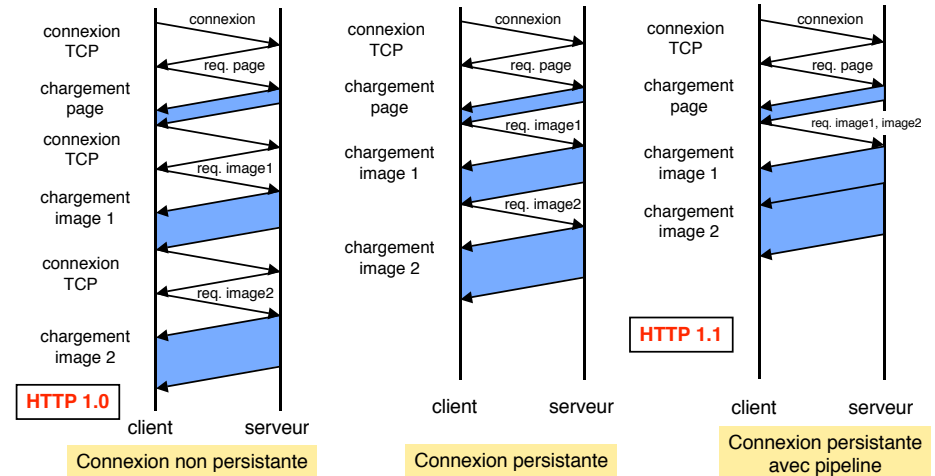 connexion
TCP
connexion
req. page
chargement
page
connexion
TCP
req. image1
chargement
image 1
connexion
TCP
req. image2
chargement
image 2
HTTP 1.0
client
serveur
Connexion non persistante
connexion
TCP
connexion
req. page
chargement
page
req. image1
chargement
image 1
req. image2
chargement
image 2
client
serveur
Connexion persistante
connexion
TCP
connexion
req. page
chargement
page
req. image1, image2
chargement
image 1
chargement
image 2
HTTP 1.1
client
serveur
Connexion persistante
avec pipeline